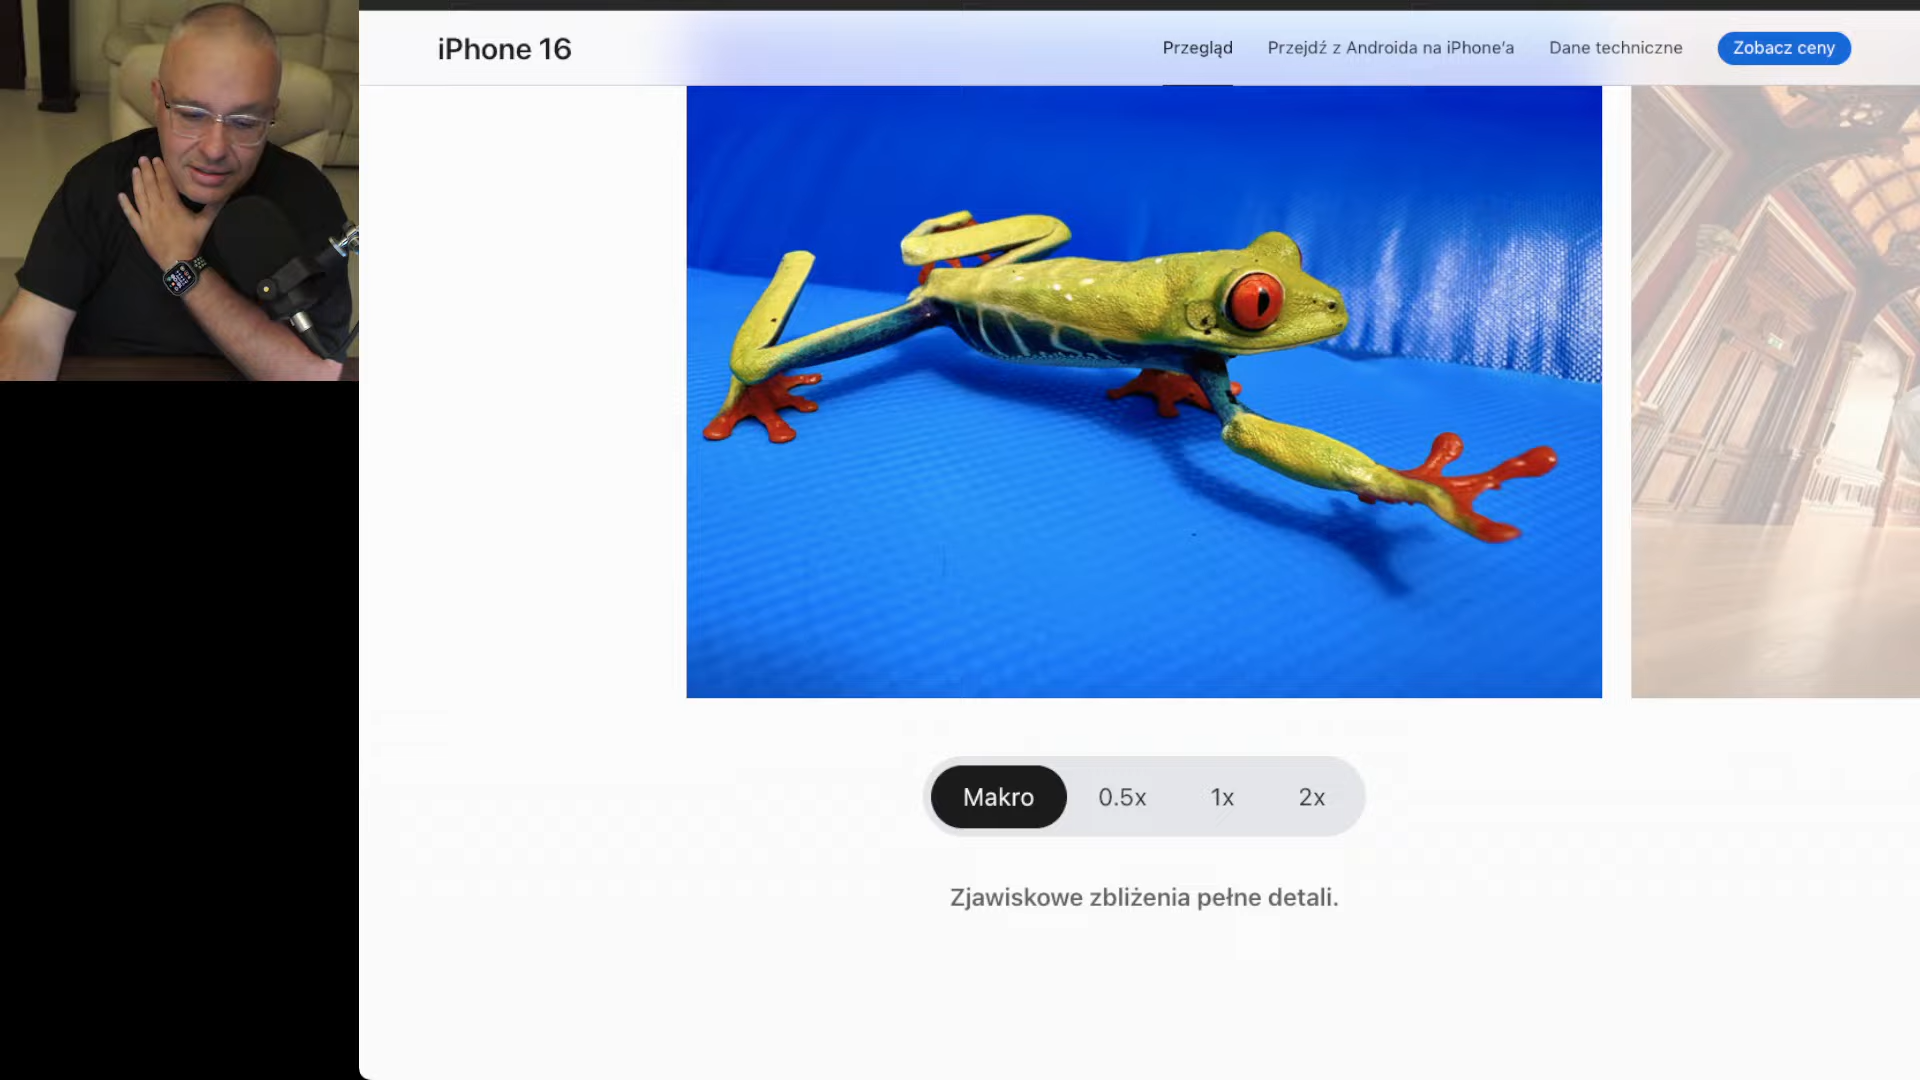 iPhone 16
Przegląd
Przejdź z Androida na iPhone’a
Dane techniczne
Zobacz ceny
Makro
0.5x
1x
2x
Zjawiskowe zbliżenia pełne detali.